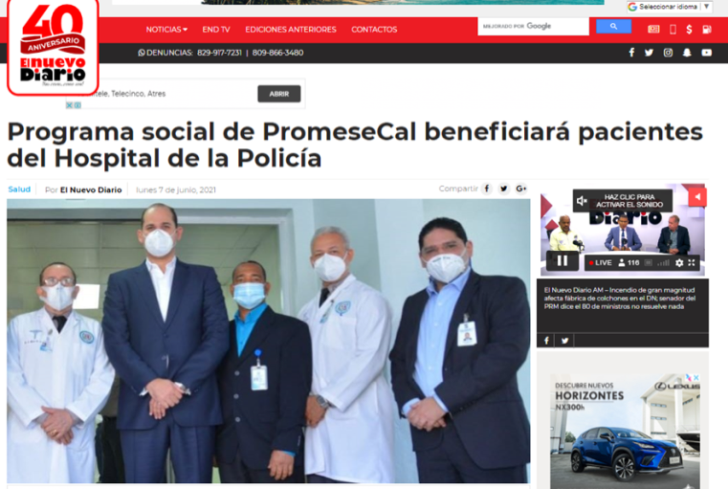 Seleccionar idioma ▼
40
ANIVERSARIO
El nuevo
Diario
NOTICIAS ▾ END TV EDICIONES ANTERIORES CONTACTOS
MEJORADO POR Google
DENUNCIAS: 829-917-7231 | 809-866-3480
tele, Telecinco, Atres
ABRIR
Programa social de PromeseCal beneficiará pacientes
del Hospital de la Policía
Salud Por El Nuevo Diario lunes 7 de junio, 2021
Compartir
HAZ CLIC PARA
ACTIVAR EL SONIDO
Diario
LIVE 116
El Nuevo Diario AM – Incendio de gran magnitud
afecta fábrica de colchones en el DN; senador del
PRM dice el 80 de ministros no resuelve nada
DESCUBRE NUEVOS
HORIZONTES
NX300h
LEXUS